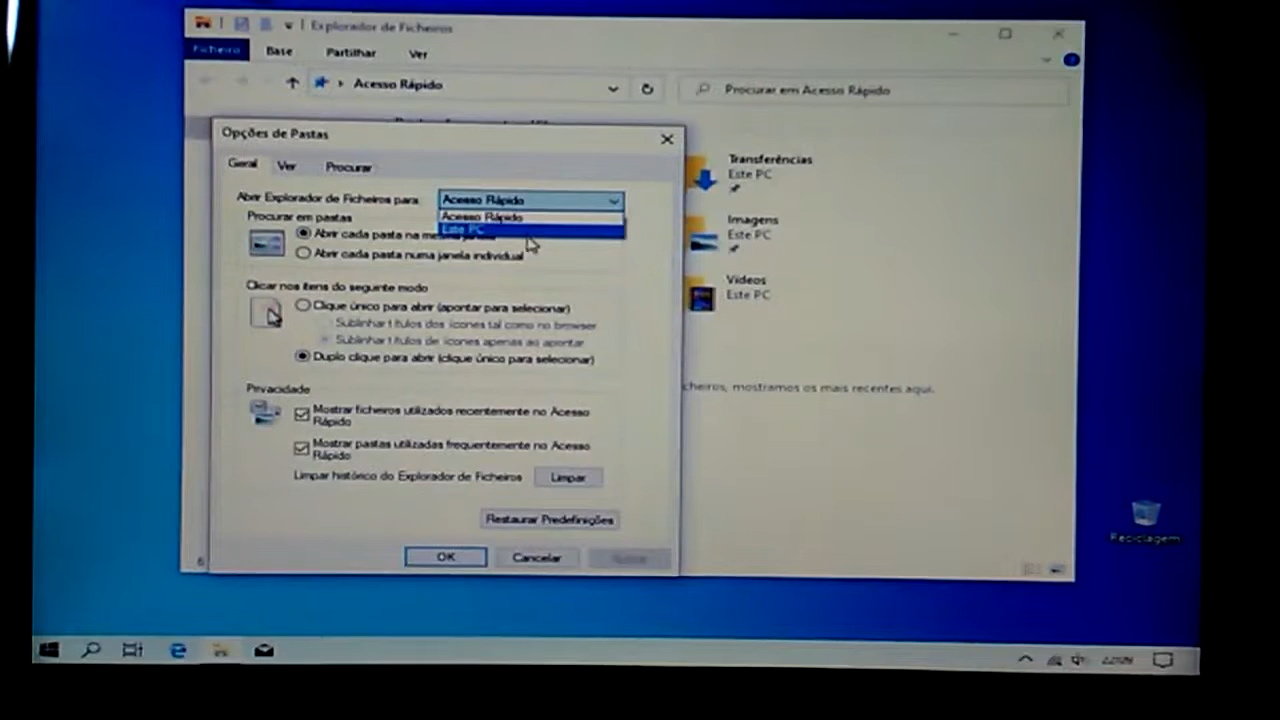 Explorador de Ficheiros
Ficheiro Base Partilhar Ver
Acesso Rápido
Procurar em Acesso Rápido
Opções de Pastas
Geral Ver Procurar
Abrir Explorador de Ficheiros para: Acesso Rápido
Acesso Rápido
Este PC
Procurar em pastas
Abrir cada pasta na mesma janela
Abrir cada pasta numa janela individual
Clicar nos itens do seguinte modo
Clique único para abrir (apontar para selecionar)
Sublinhar títulos dos ícones tal como no browser
Sublinhar títulos de ícones apenas ao apontar
Duplo clique para abrir (clique único para selecionar)
Privacidade
Mostrar ficheiros utilizados recentemente no Acesso
Rápido
Mostrar pastas utilizadas frequentemente no Acesso
Rápido
Limpar histórico do Explorador de Ficheiros Limpar
Restaurar Predefinições
OK Cancelar
Transferências
Este PC
Imagens
Este PC
Vídeos
Este PC
cheiros, mostramos os mais recentes aqui.
6
Reciclagem